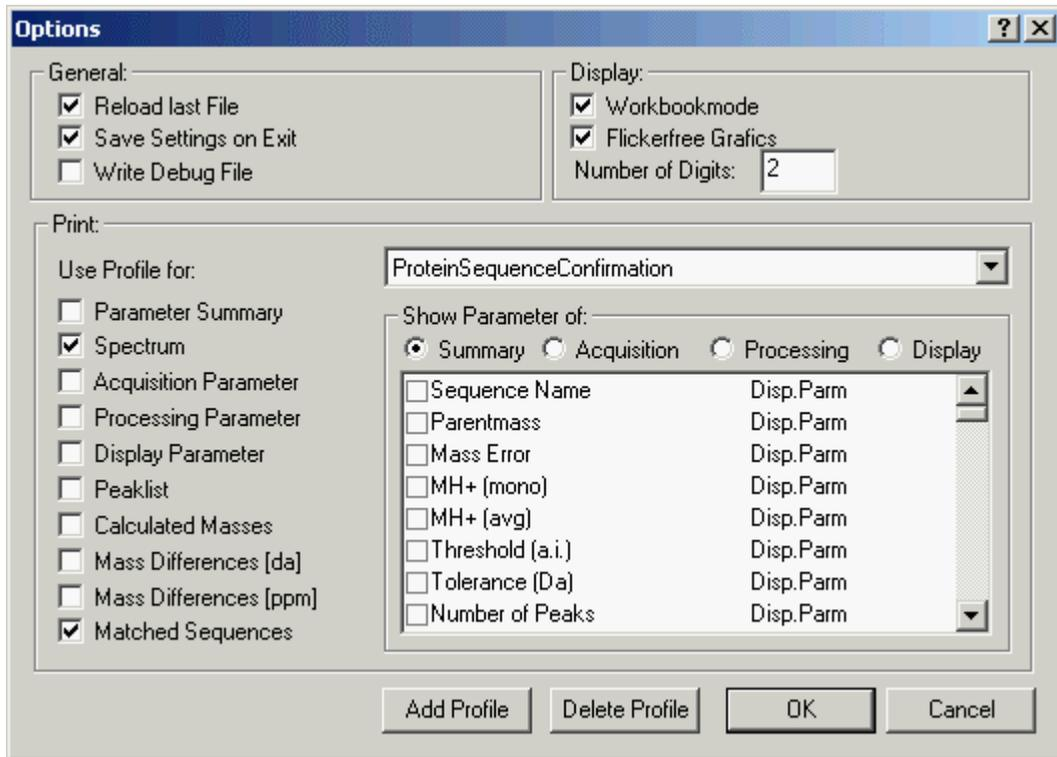 Options
General:
Reload last File
Save Settings on Exit
Write Debug File
Display:
Workbookmode
Flickerfree Grafics
Number of Digits: 2
Print:
Use Profile for: ProteinSequenceConfirmation
Parameter Summary
Spectrum
Acquisition Parameter
Processing Parameter
Display Parameter
Peaklist
Calculated Masses
Mass Differences [da]
Mass Differences [ppm]
Matched Sequences
Show Parameter of:
Summary Acquisition Processing Display
Sequence Name Disp.Parm
Parentmass Disp.Parm
Mass Error Disp.Parm
MH+ (mono) Disp.Parm
MH+ (avg) Disp.Parm
Threshold (a.i.) Disp.Parm
Tolerance (Da) Disp.Parm
Number of Peaks Disp.Parm
Add Profile Delete Profile OK Cancel